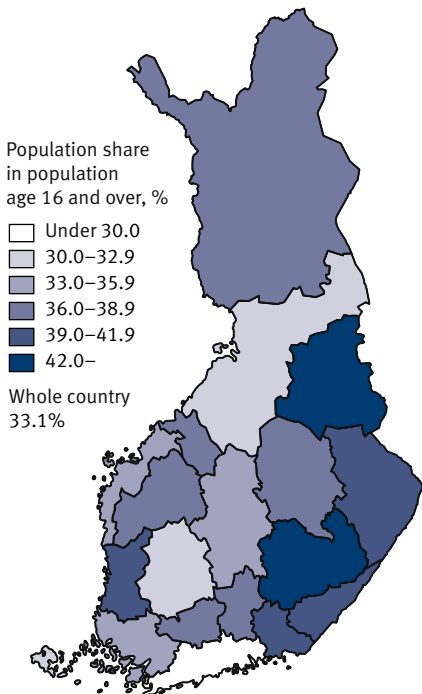 Population share
in population
age 16 and over, %
Under 30.0
30.0–32.9
33.0–35.9
36.0–38.9
39.0–41.9
42.0–
Whole country
33.1%